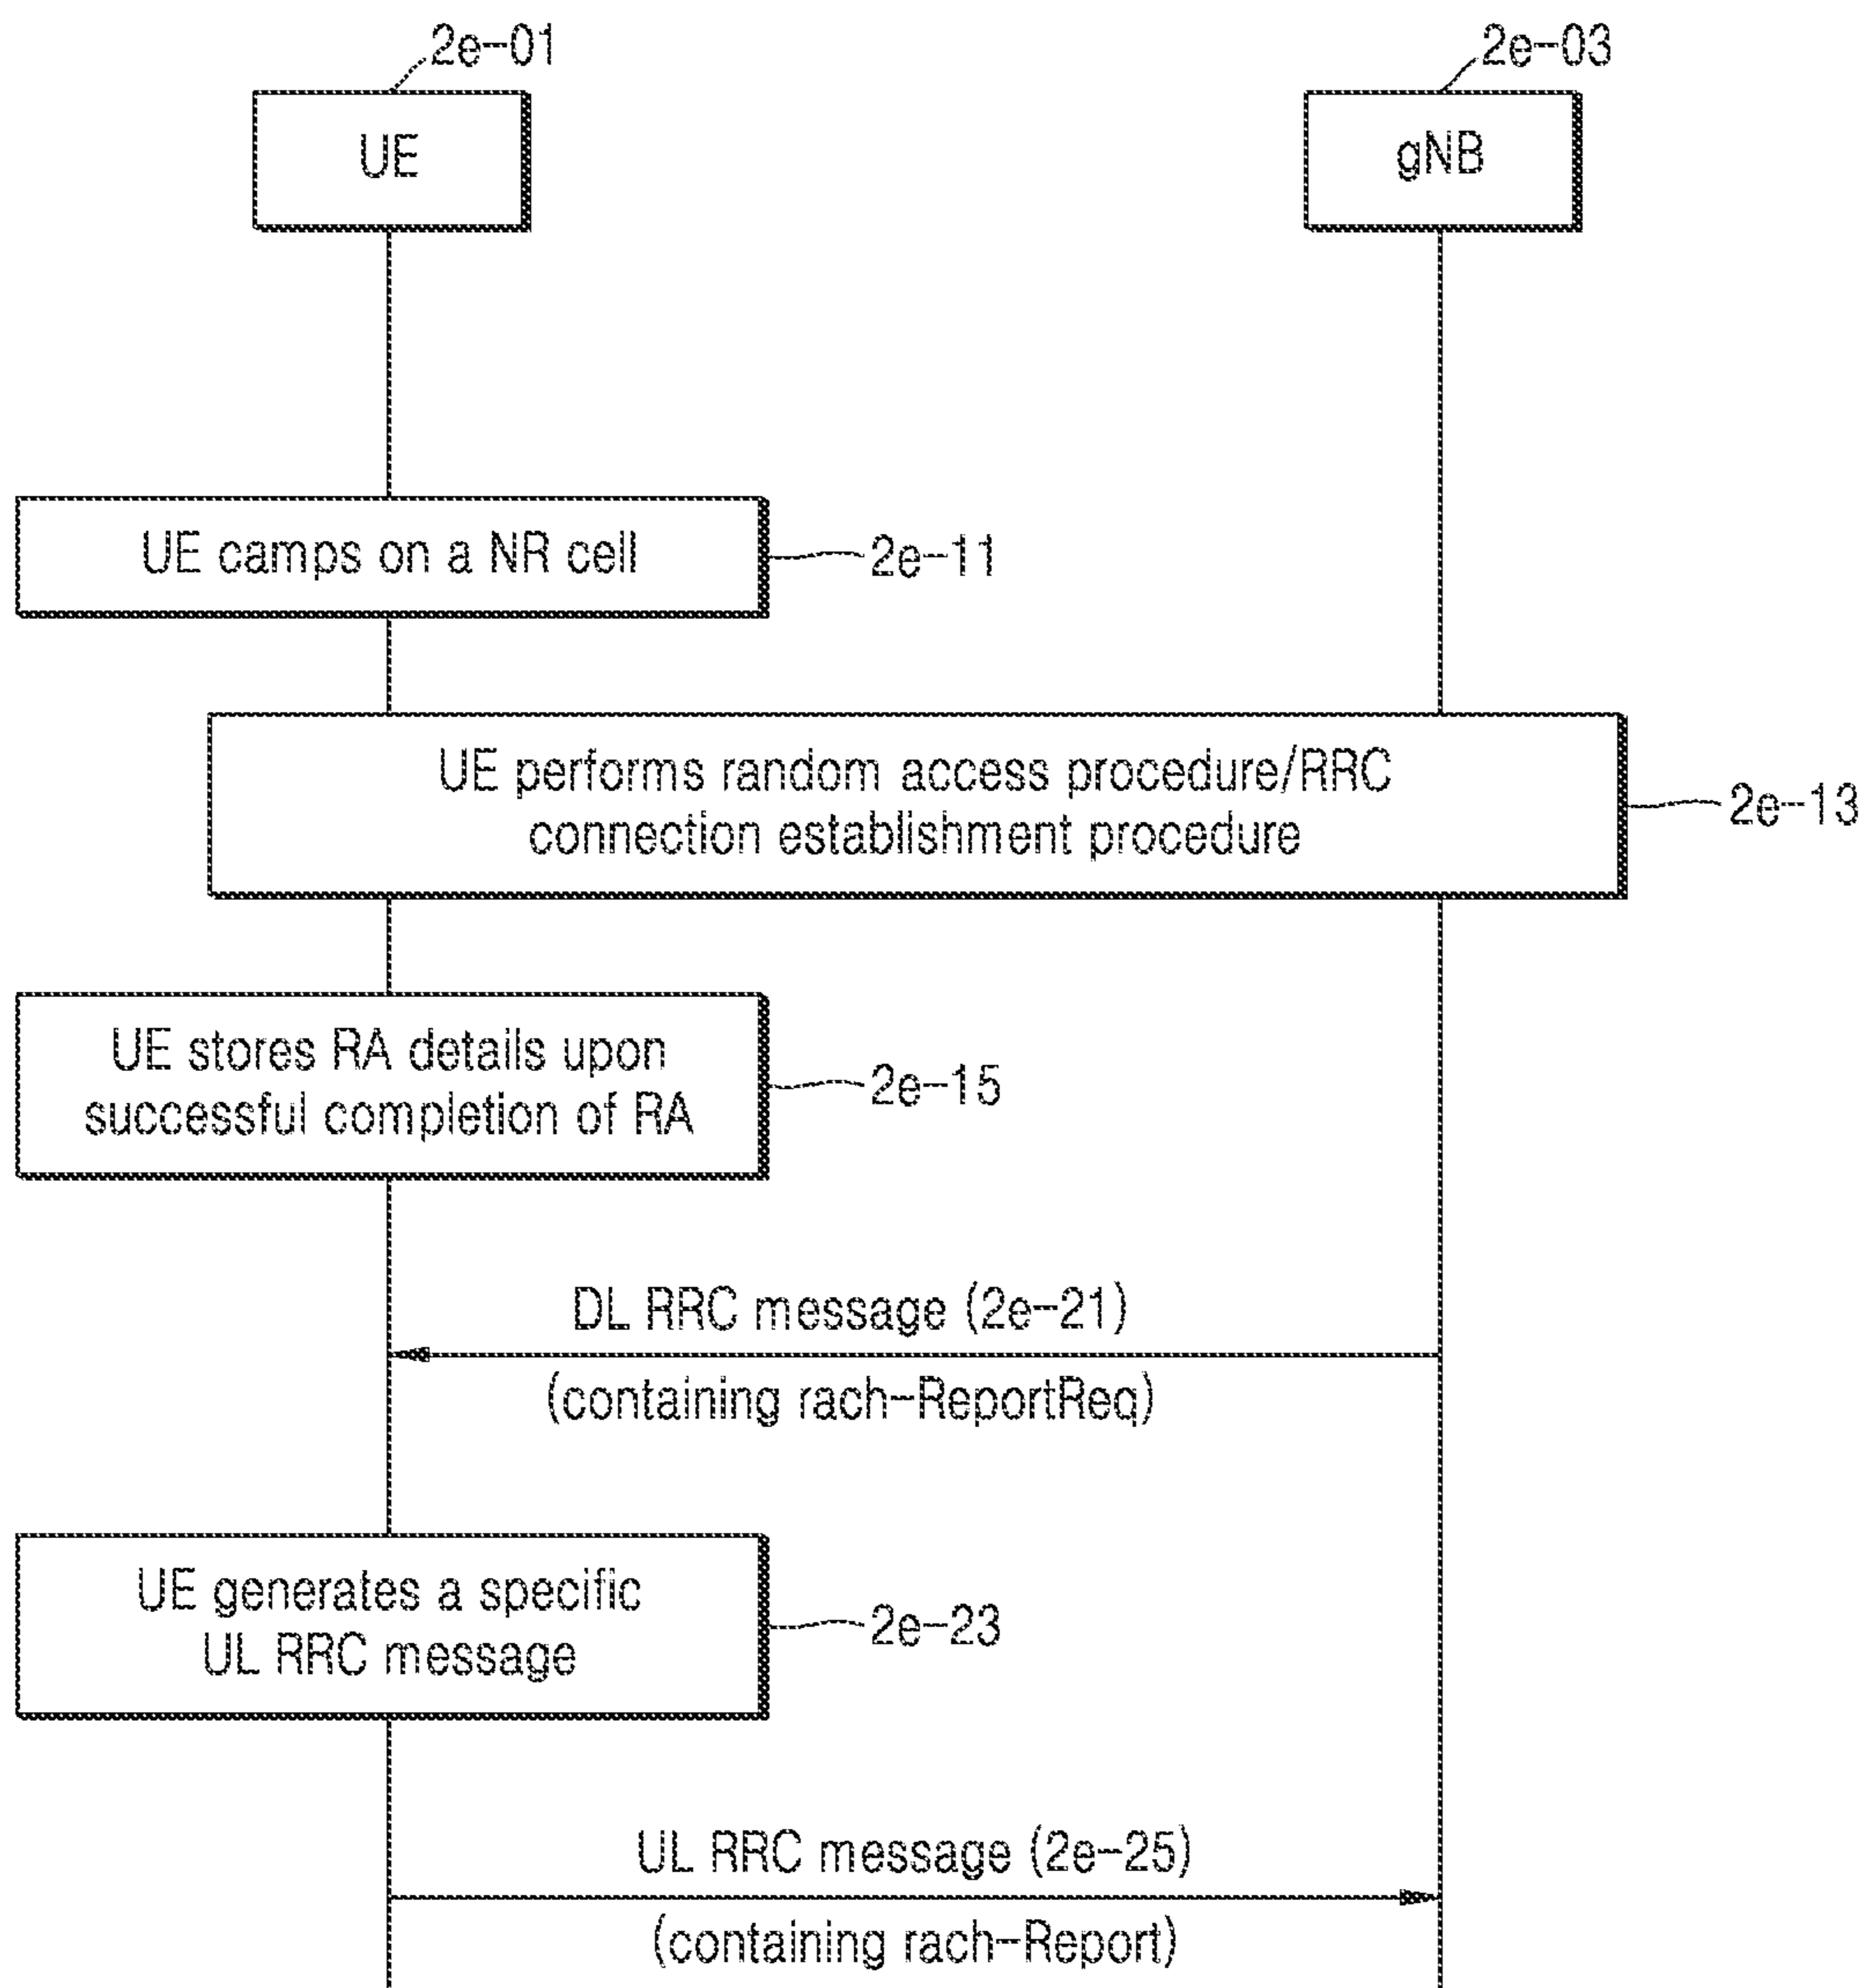 2e-01
2e-03
UE
gNB
UE camps on a NR cell
2e-11
UE performs random access procedure/RRC
connection establishment procedure
2e-13
UE stores RA details upon
successful completion of RA
2e-15
DL RRC message (2e-21)
(containing rach-ReportReq)
UE generates a specific
UL RRC message
2e-23
UL RRC message (2e-25)
(containing rach-Report)